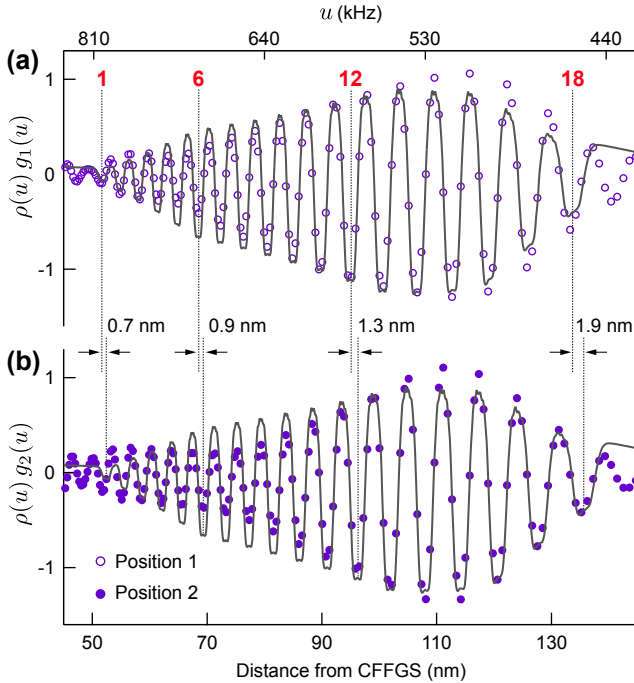 u (kHz)
810 640 530 440
(a)
1 6 12 18
ρ(u) g₁(u)
1
0
-1
0.7 nm 0.9 nm 1.3 nm 1.9 nm
(b)
ρ(u) g₂(u)
1
0
-1
Position 1
Position 2
50 70 90 110 130
Distance from CFFGS (nm)